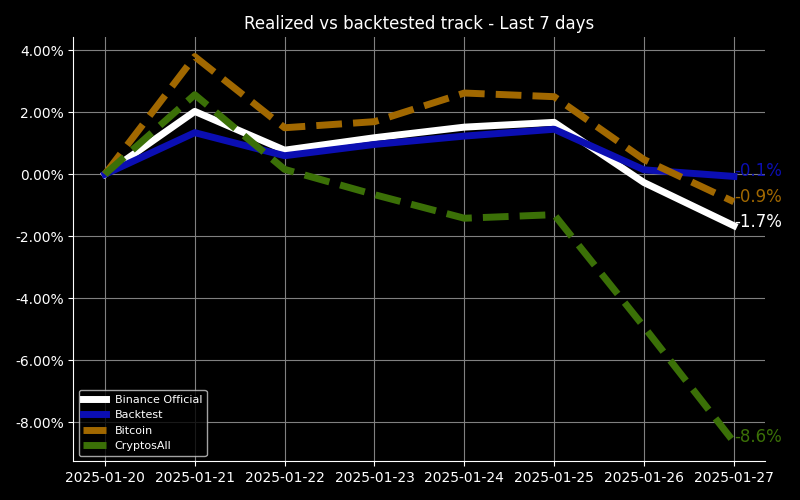 Realized vs backtested track - Last 7 days
4.00%
2.00%
0.00%
-2.00%
-4.00%
-6.00%
-8.00%
-0.1%
-0.9%
-1.7%
-8.6%
Binance Official
Backtest
Bitcoin
CryptosAll
2025-01-20 2025-01-21 2025-01-22 2025-01-23 2025-01-24 2025-01-25 2025-01-26 2025-01-27